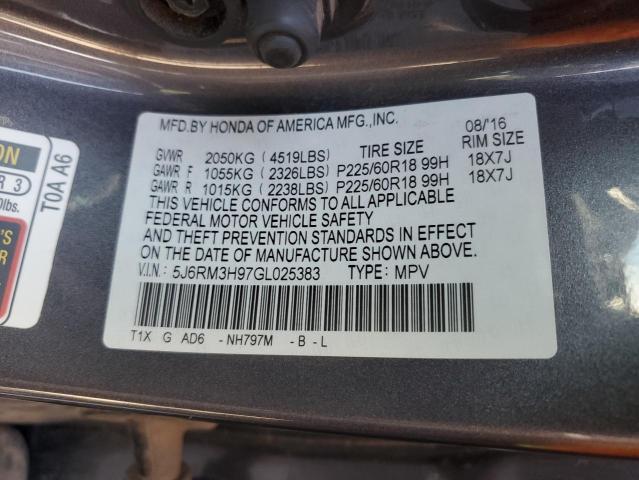 MFD.BY HONDA OF AMERICA MFG.,INC. 08/'16
GVWR 2050KG ( 4519LBS) TIRE SIZE RIM SIZE
GAWR F 1055KG ( 2326LBS) P225/60R18 99H 18X7J
GAWR R 1015KG ( 2238LBS) P225/60R18 99H 18X7J
THIS VEHICLE CONFORMS TO ALL APPLICABLE
FEDERAL MOTOR VEHICLE SAFETY
AND THEFT PREVENTION STANDARDS IN EFFECT
ON THE DATE OF MANUFACTURE SHOWN ABOVE.
V.I.N.: 5J6RM3H97GL025383 TYPE: MPV
T1X G AD6 -NH797M -B-L
ON
R 3
lbs.
'S
R
T0A A6